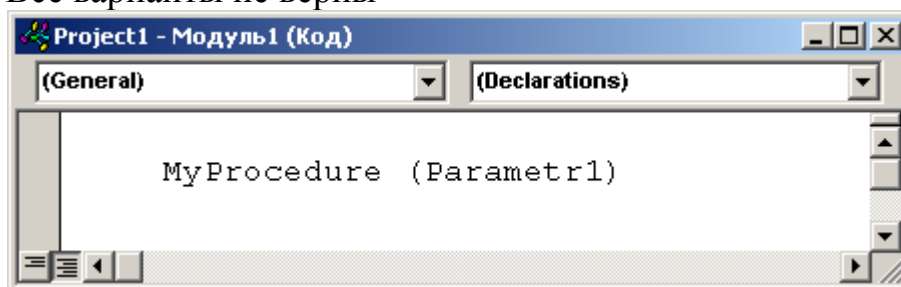 Все варианты не верны
Project1 - Модуль1 (Код)
(General) (Declarations)
MyProcedure (Parametr1)